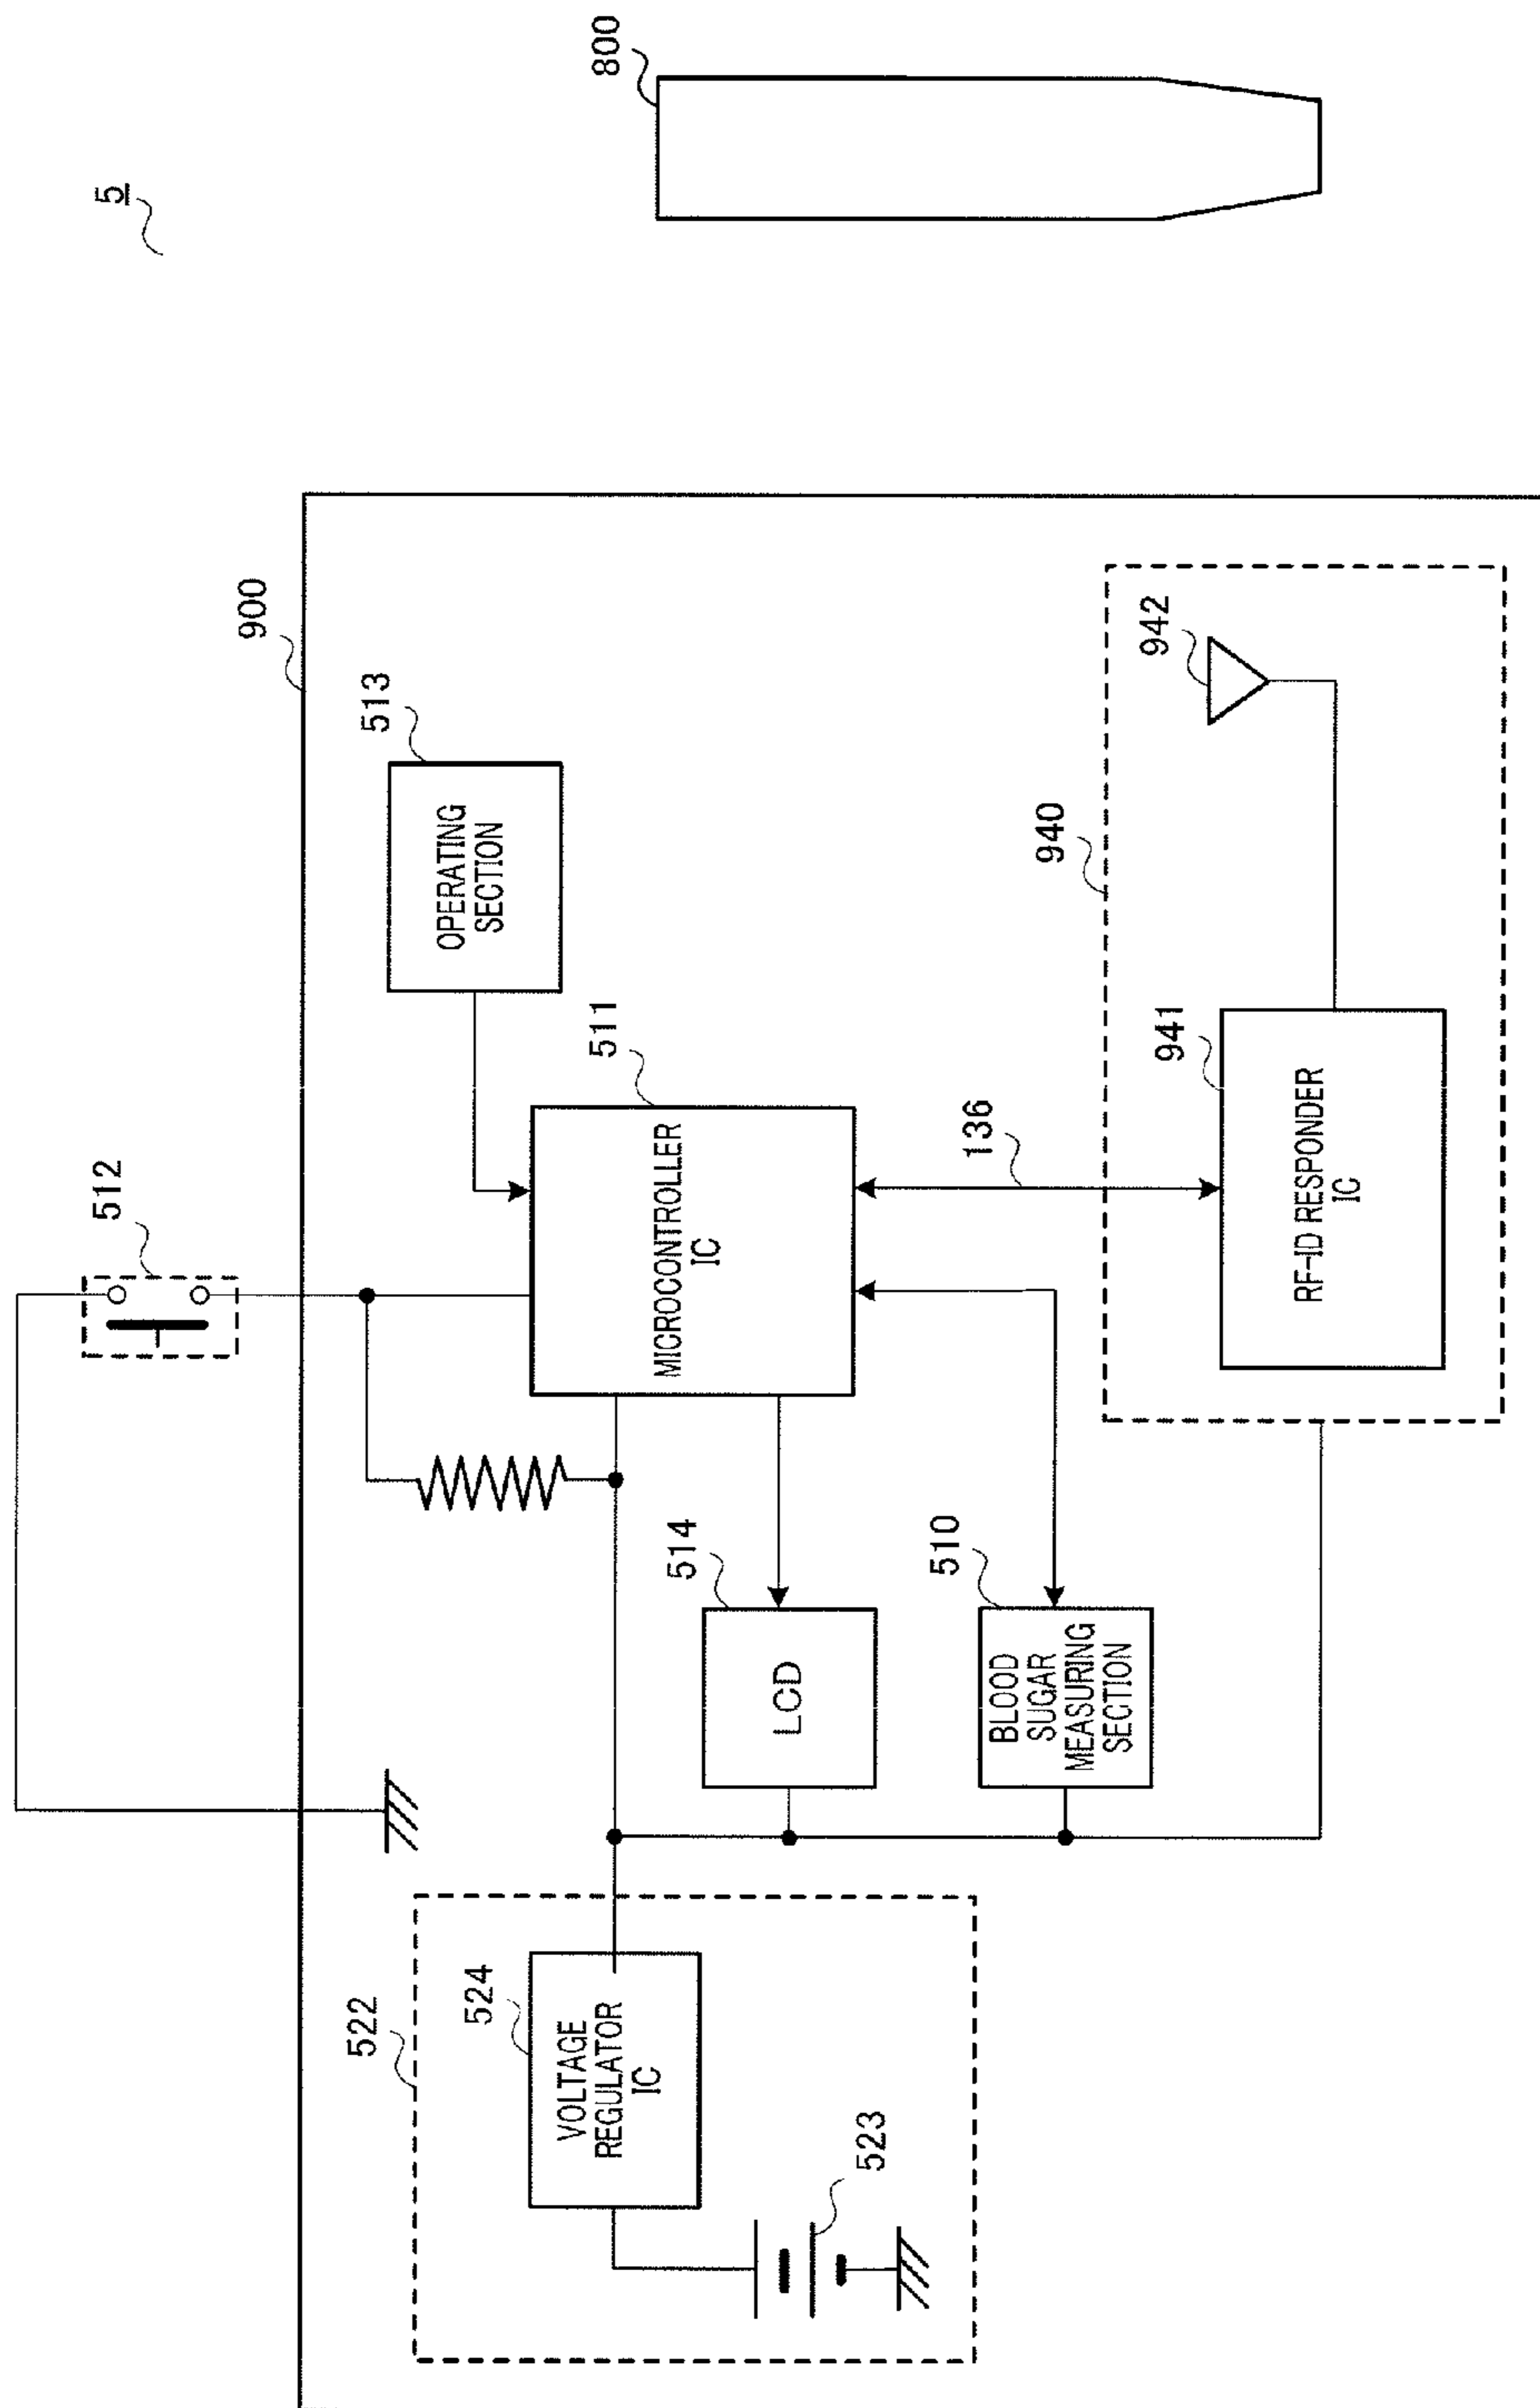 5
800
900
512
513
OPERATING
SECTION
511
MICROCONTROLLER
IC
136
940
942
941
RF-ID RESPONDER
IC
514
LCD
510
BLOOD
SUGAR
MEASURING
SECTION
522
524
VOLTAGE
REGULATOR
IC
523